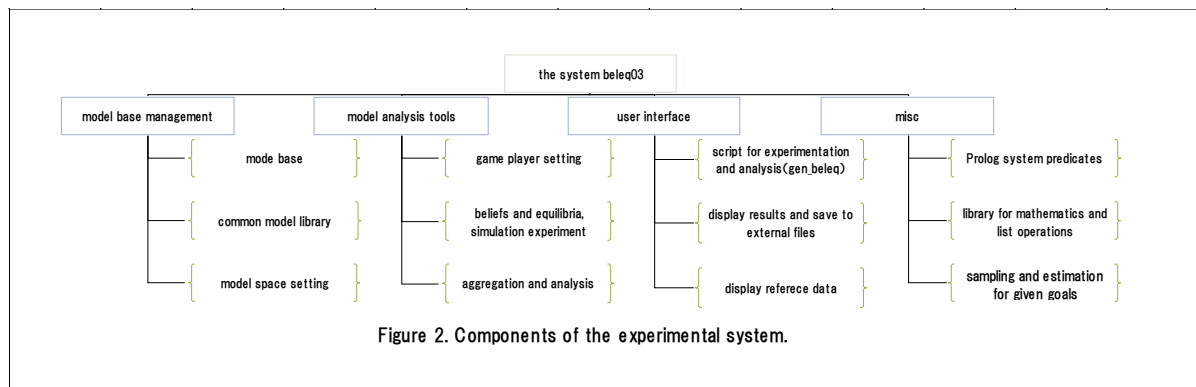 the system beleq03
model base management
model analysis tools
user interface
misc
mode base
game player setting
script for experimentation
and analysis(gen_beleq)
Prolog system predicates
common model library
beliefs and equilibria,
simulation experiment
display results and save to
external files
library for mathematics and
list operations
model space setting
aggregation and analysis
display referece data
sampling and estimation
for given goals
Figure 2. Components of the experimental system.